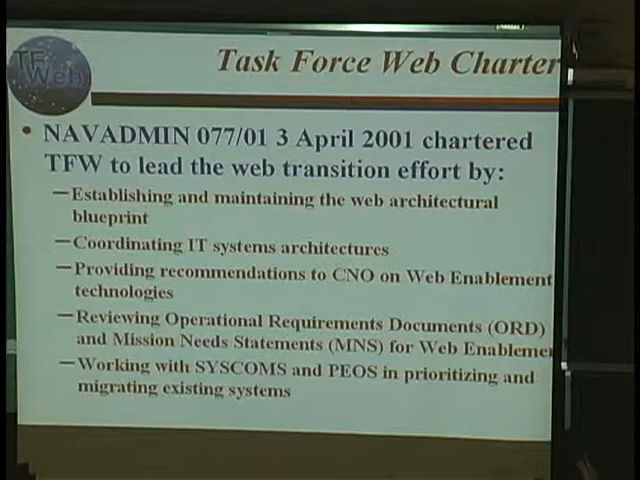 TF
Web
Task Force Web Charter
• NAVADMIN 077/01 3 April 2001 chartered
TFW to lead the web transition effort by:
–Establishing and maintaining the web architectural
blueprint
–Coordinating IT systems architectures
–Providing recommendations to CNO on Web Enablement
technologies
–Reviewing Operational Requirements Documents (ORD)
and Mission Needs Statements (MNS) for Web Enablemen
–Working with SYSCOMS and PEOS in prioritizing and
migrating existing systems